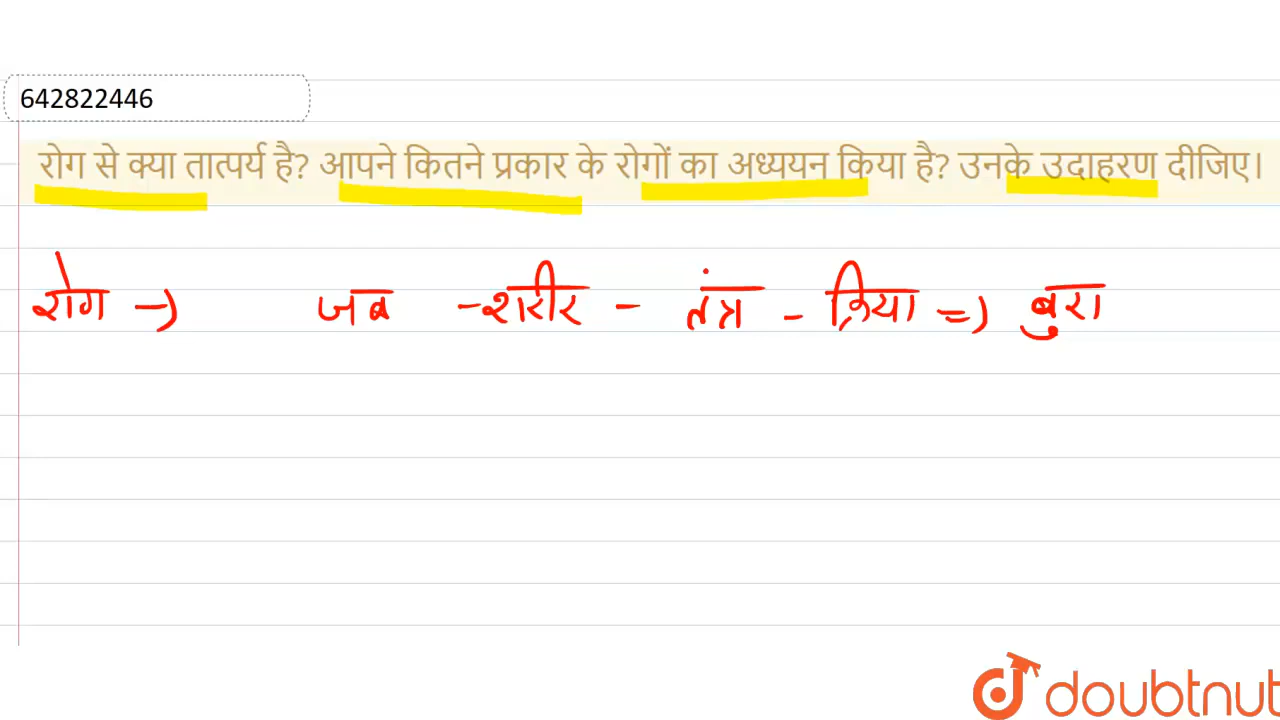 642822446
रोग से क्या तात्पर्य है? आपने कितने प्रकार के रोगों का अध्ययन किया है? उनके उदाहरण दीजिए।
रोग → जब - शरीर - तंत्र - क्रिया ⇒ बुरा
doubtnut